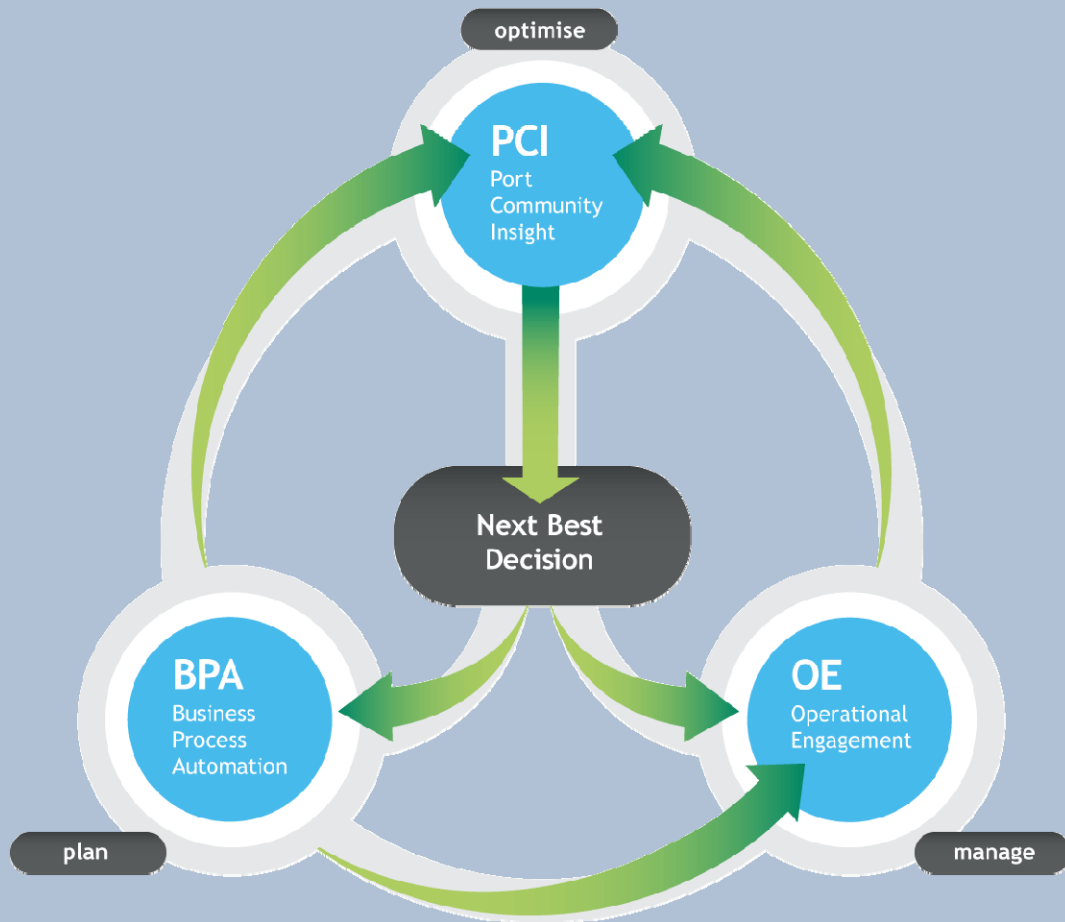 optimise
PCI
Port
Community
Insight
Next Best
Decision
BPA
Business
Process
Automation
OE
Operational
Engagement
plan
manage